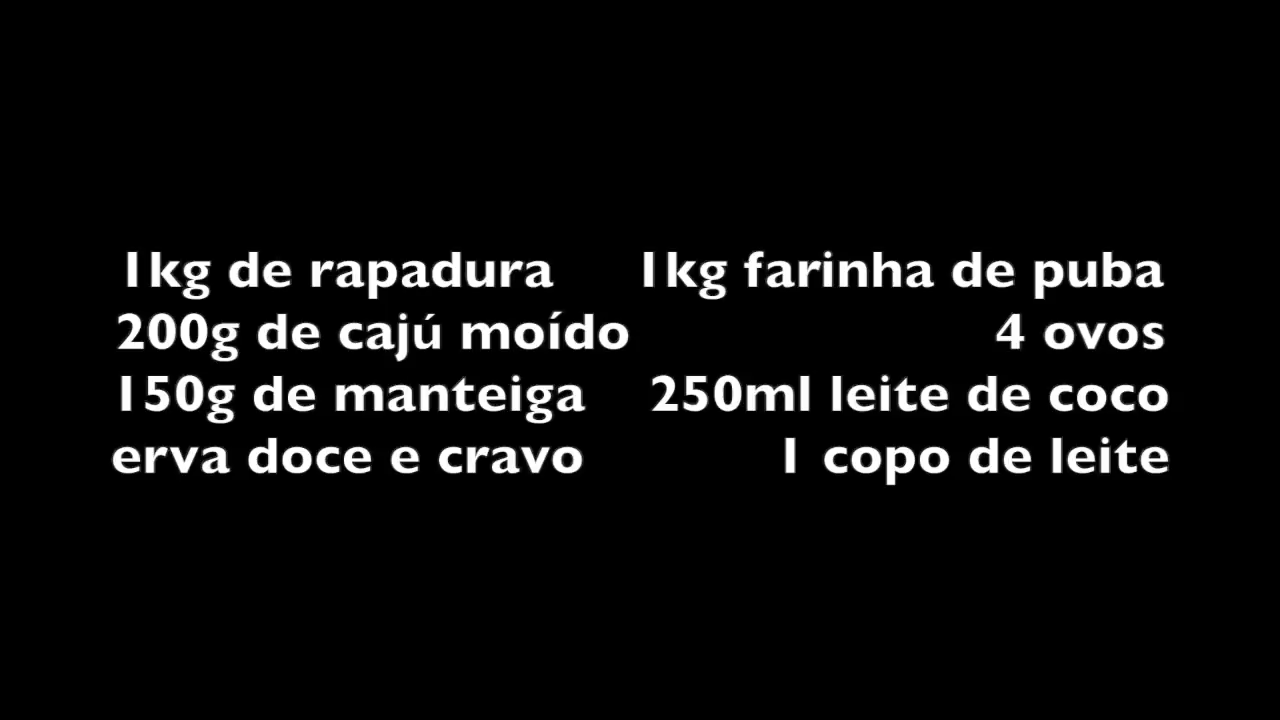 1kg de rapadura 1kg farinha de puba
200g de cajú moído 4 ovos
150g de manteiga 250ml leite de coco
erva doce e cravo 1 copo de leite